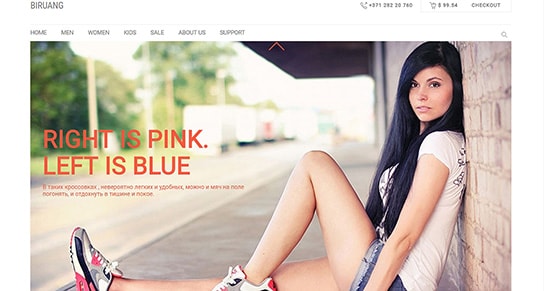 BIRUANG
+371 282 20 760
$ 99.54
CHECKOUT
HOME MEN WOMEN KIDS SALE ABOUT US SUPPORT
RIGHT IS PINK.
LEFT IS BLUE
В таких кроссовках , невероятно легких и удобных, можно и мяч на поле
погонять, и отдохнуть в тишине и покое.